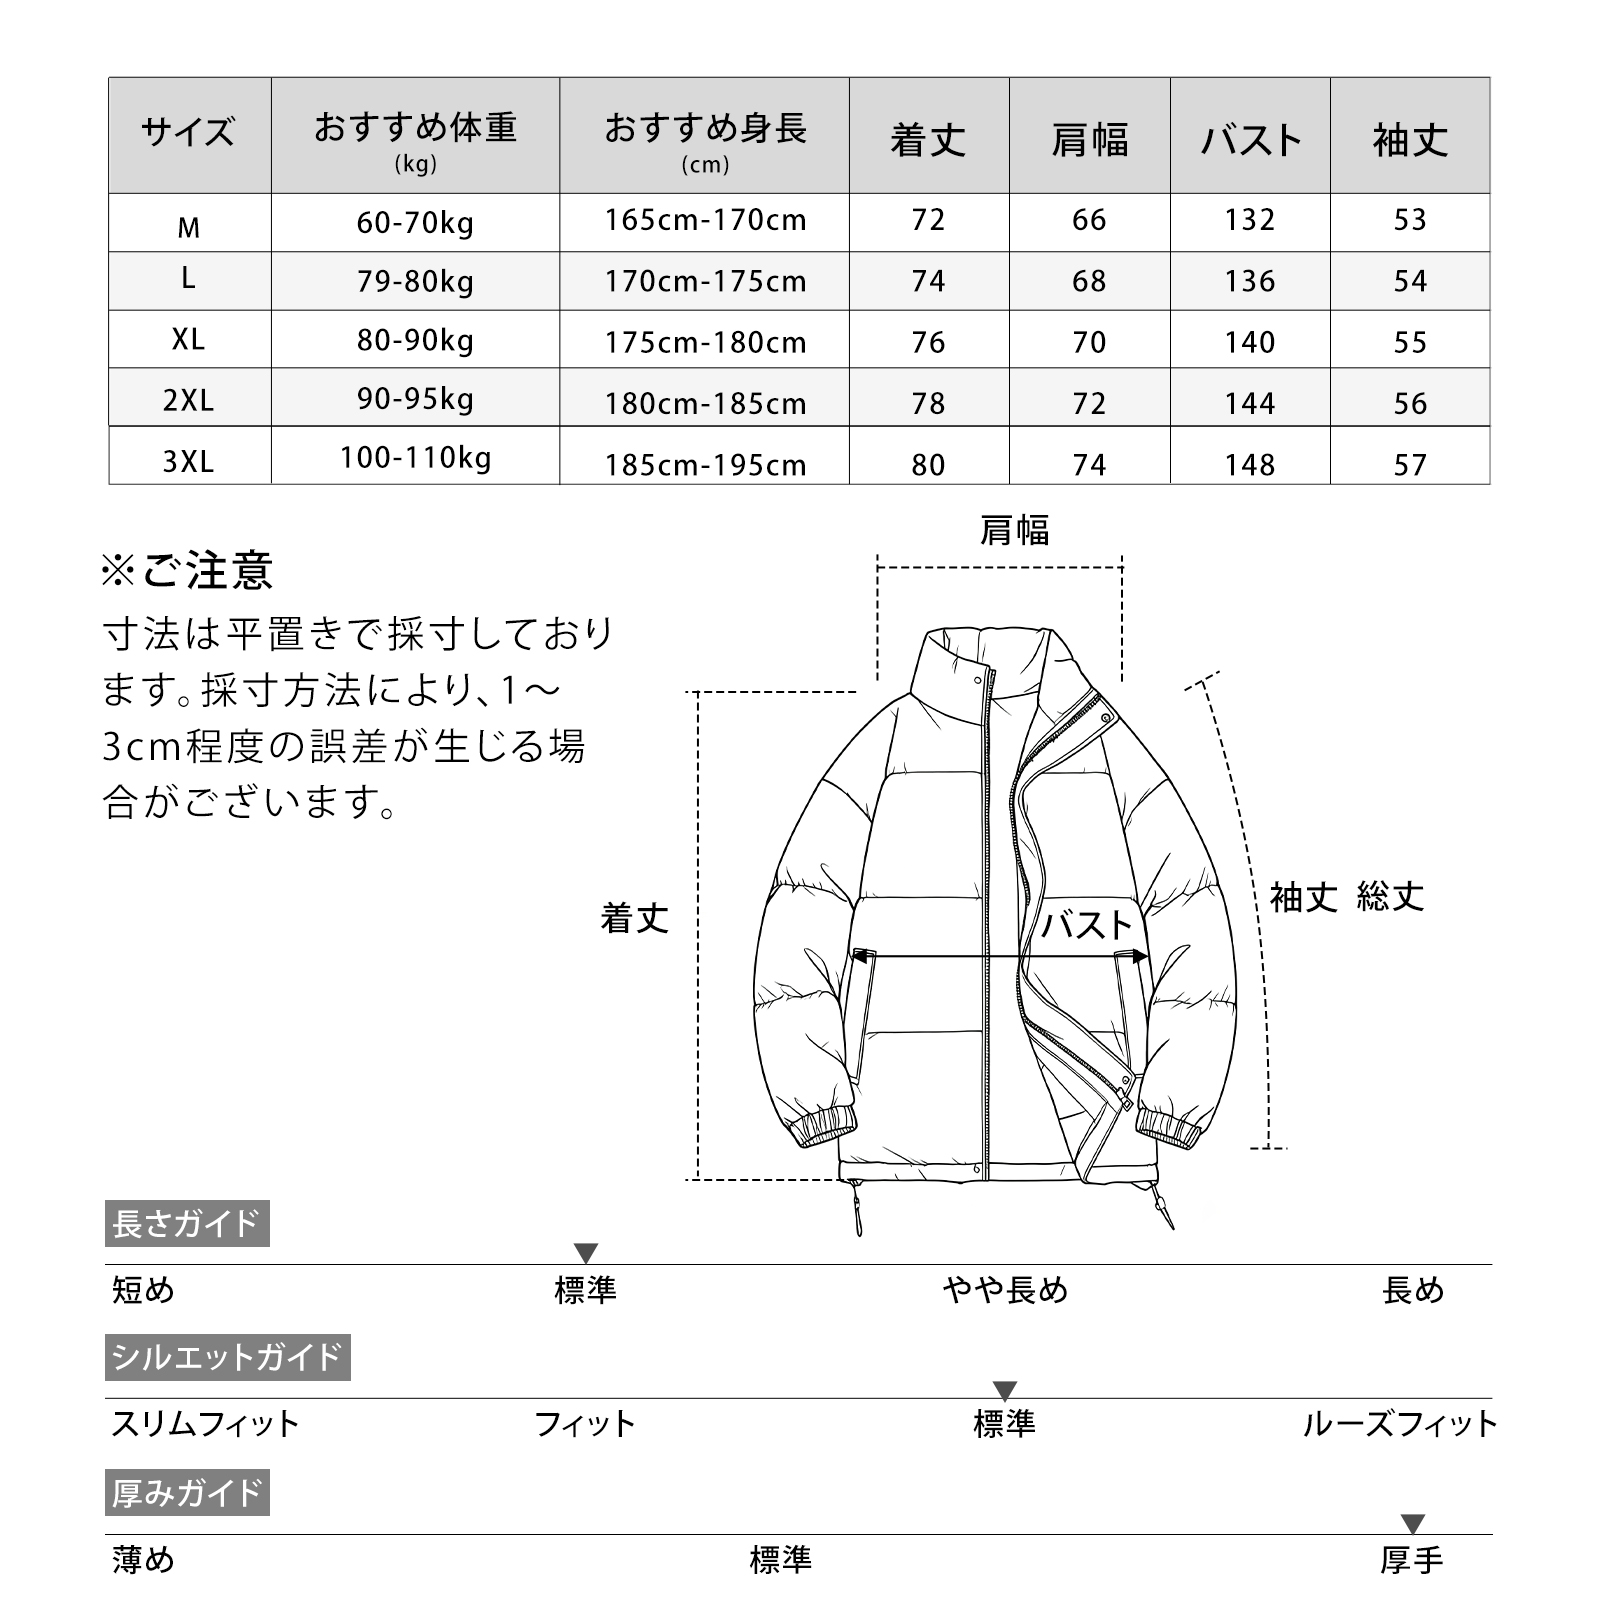 サイズ おすすめ体重 (kg) おすすめ身長 (cm) 着丈 肩幅 バスト 袖丈
M 60-70kg 165cm-170cm 72 66 132 53
L 79-80kg 170cm-175cm 74 68 136 54
XL 80-90kg 175cm-180cm 76 70 140 55
2XL 90-95kg 180cm-185cm 78 72 144 56
3XL 100-110kg 185cm-195cm 80 74 148 57
※ご注意
寸法は平置きで採寸しており
ます。採寸方法により、1～
3cm程度の誤差が生じる場
合がございます。
肩幅
着丈
バスト
袖丈 総丈
長さガイド
短め 標準 やや長め 長め
シルエットガイド
スリムフィット フィット 標準 ルーズフィット
厚みガイド
薄め 標準 厚手